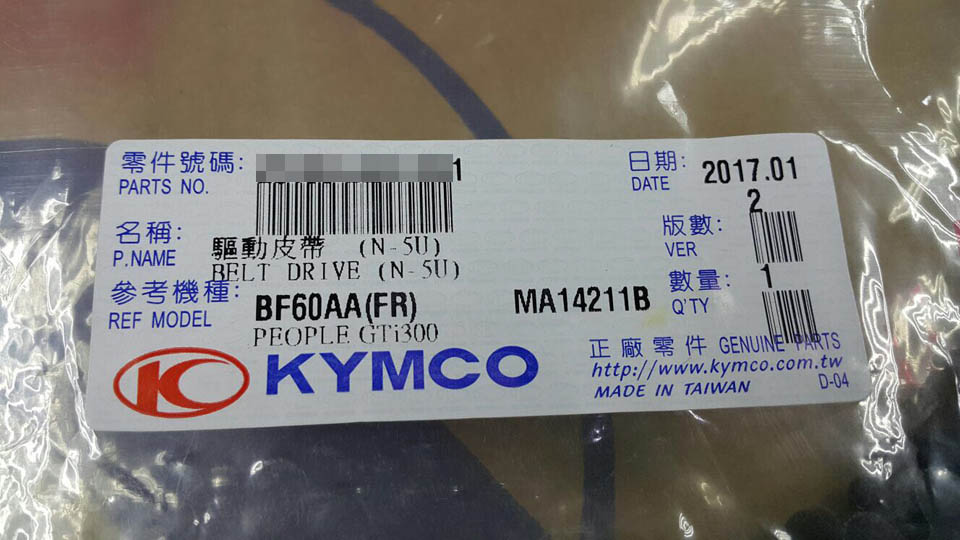 零件號碼: 1
PARTS NO.
日期: 2017.01
DATE
名稱: 驅動皮帶 (N-5U)
P.NAME BELT DRIVE (N-5U)
版數: 2
VER
參考機種: BF60AA(FR) MA14211B
REF MODEL PEOPLE GTi300
數量: 1
Q'TY
KYMCO
正廠零件 GENUINE PARTS
http://www.kymco.com.tw
MADE IN TAIWAN D-04